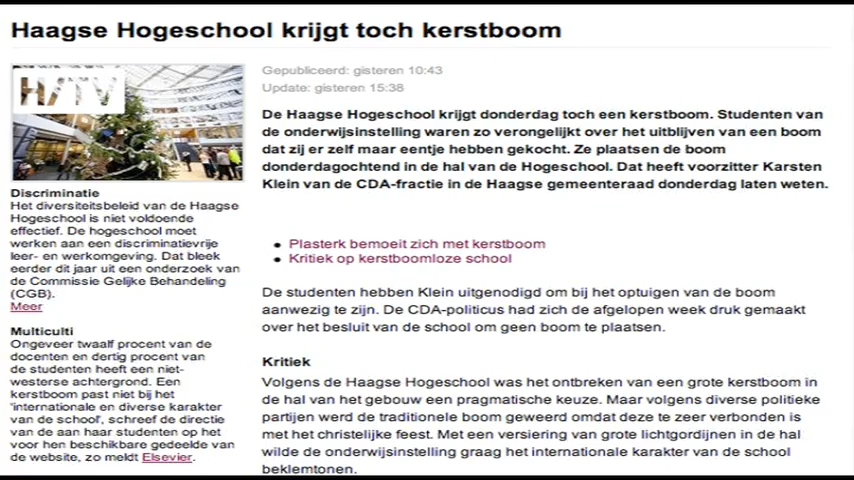 Haagse Hogeschool krijgt toch kerstboom
H/TV
Discriminatie
Het diversiteitsbeleid van de Haagse
Hogeschool is niet voldoende
effectief. De hogeschool moet
werken aan een discriminatievrije
leer- en werkomgeving. Dat bleek
eerder dit jaar uit een onderzoek van
de Commissie Gelijke Behandeling
(CGB).
Meer
Multiculti
Ongeveer twaalf procent van de
docenten en dertig procent van
de studenten heeft een niet-
westerse achtergrond. Een
kerstboom past niet bij het
'internationale en diverse karakter
van de school', schreef de directie
van de aan haar studenten op het
voor hen beschikbare gedeelde van
de website, zo meldt Elsevier.
Gepubliceerd: gisteren 10:43
Update: gisteren 15:38
De Haagse Hogeschool krijgt donderdag toch een kerstboom. Studenten van
de onderwijsinstelling waren zo verongelijkt over het uitblijven van een boom
dat zij er zelf maar eentje hebben gekocht. Ze plaatsen de boom
donderdagochtend in de hal van de Hogeschool. Dat heeft voorzitter Karsten
Klein van de CDA-fractie in de Haagse gemeenteraad donderdag laten weten.
• Plasterk bemoeit zich met kerstboom
• Kritiek op kerstboomloze school
De studenten hebben Klein uitgenodigd om bij het optuigen van de boom
aanwezig te zijn. De CDA-politicus had zich de afgelopen week druk gemaakt
over het besluit van de school om geen boom te plaatsen.
Kritiek
Volgens de Haagse Hogeschool was het ontbreken van een grote kerstboom in
de hal van het gebouw een pragmatische keuze. Maar volgens diverse politieke
partijen werd de traditionele boom geweerd omdat deze te zeer verbonden is
met het christelijke feest. Met een versiering van grote lichtgordijnen in de hal
wilde de onderwijsinstelling graag het internationale karakter van de school
beklemtonen.